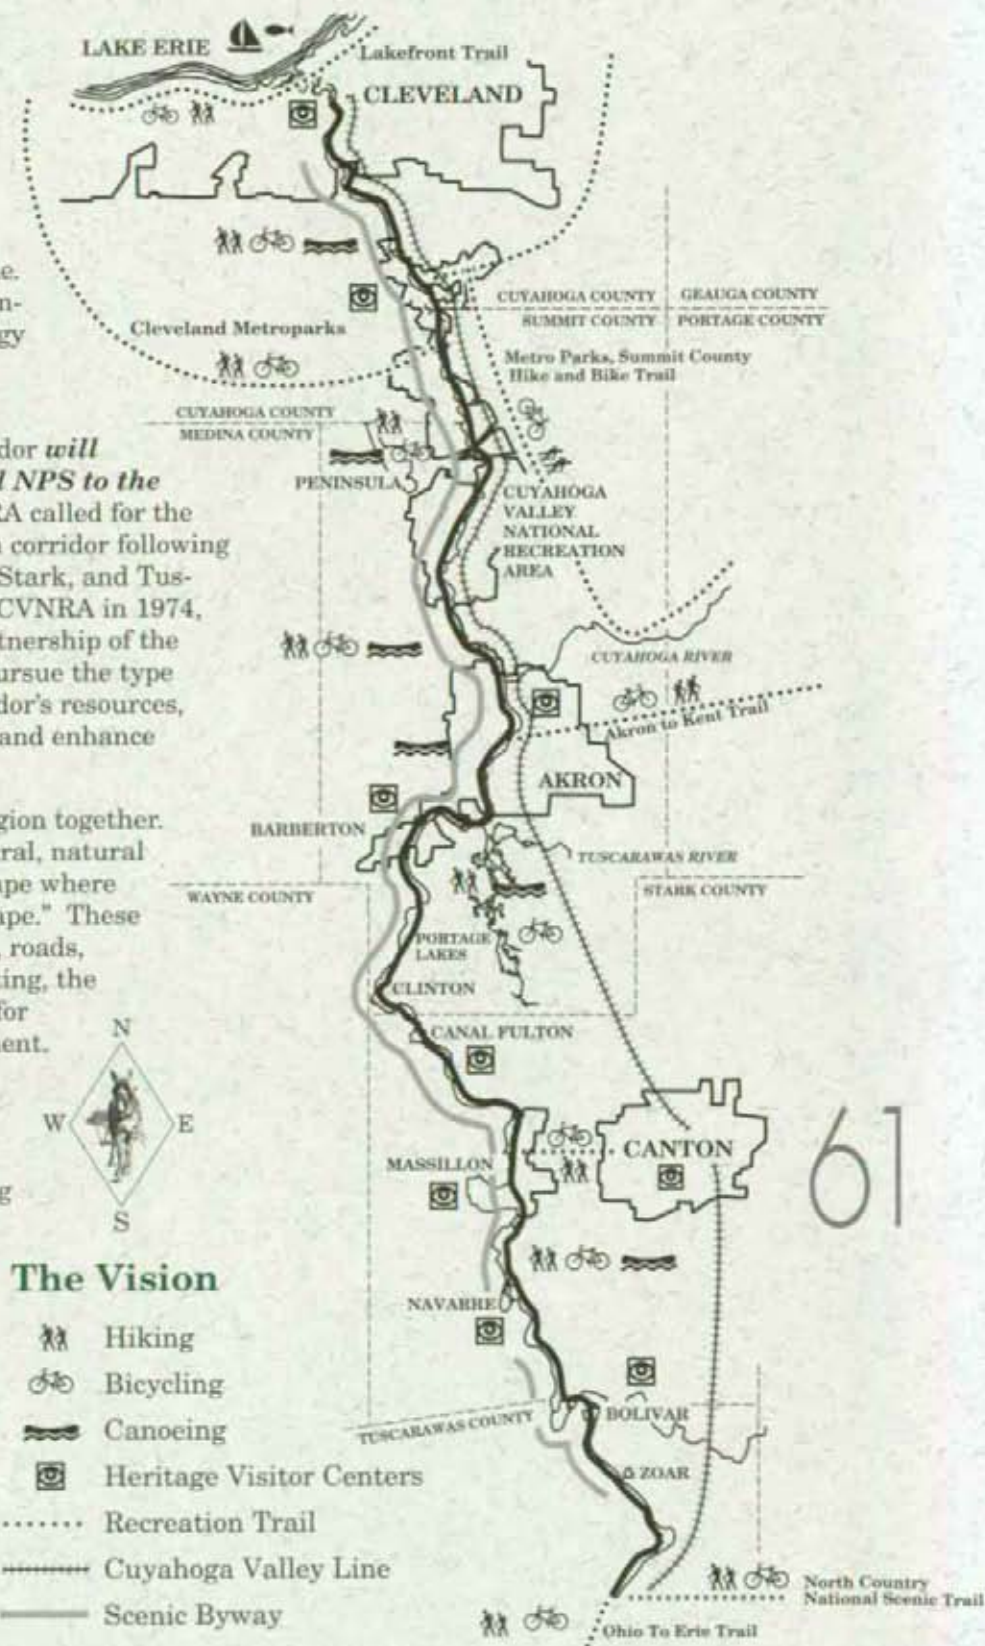 LAKE ERIE
Lakefront Trail
CLEVELAND
e.
n-
gy
CUYAHOGA COUNTY
GEAUGA COUNTY
SUMMIT COUNTY
PORTAGE COUNTY
Cleveland Metroparks
Metro Parks, Summit County
Hike and Bike Trail
CUYAHOGA COUNTY
MEDINA COUNTY
dor will
NPS to the
RA called for the
corridor following
Stark, and Tus-
CVNRA in 1974,
tnership of the
ursue the type
dor's resources,
and enhance
PENINSULA
CUYAHOGA
VALLEY
NATIONAL
RECREATION
AREA
CUYAHOGA RIVER
Akron to Kent Trail
AKRON
gion together.
ral, natural
ape where
ape." These
roads,
ting, the
for
ent.
BARBERTON
TUSCARAWAS RIVER
WAYNE COUNTY
STARK COUNTY
PORTAGE
LAKES
CLINTON
CANAL FULTON
N
W
E
S
g
MASSILLON
CANTON
61
NAVARRE
The Vision
Hiking
Bicycling
Canoeing
Heritage Visitor Centers
Recreation Trail
Cuyahoga Valley Line
Scenic Byway
TUSCARAWAS COUNTY
BOLIVAR
ZOAR
North Country
National Scenic Trail
Ohio To Erie Trail